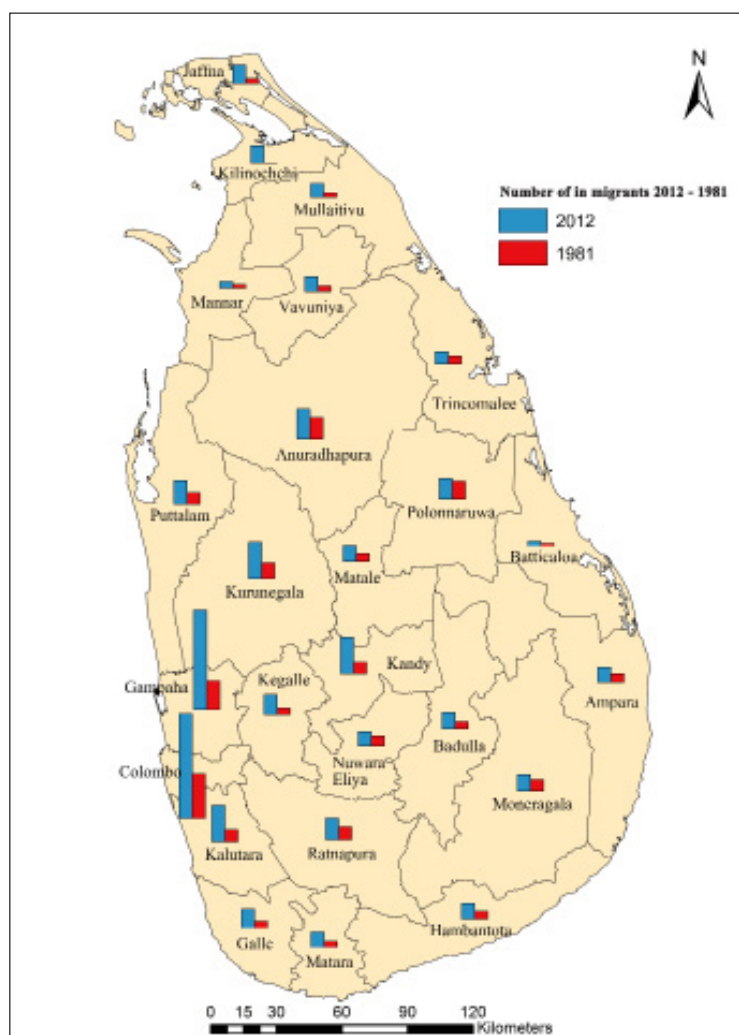 N
Jaffna
Kilinochchi
Mullaitivu
Number of in migrants 2012 - 1981
2012
1981
Mannar
Vavuniya
Trincomalee
Anuradhapura
Puttalam
Polonnaruwa
Batticaloa
Kurunegala
Matale
Gampaha
Kegalle
Kandy
Ampara
Colombo
Nuwara
Eliya
Badulla
Moneragala
Kalutara
Ratnapura
Galle
Matara
Hambantota
0 15 30 60 90 120
Kilometers